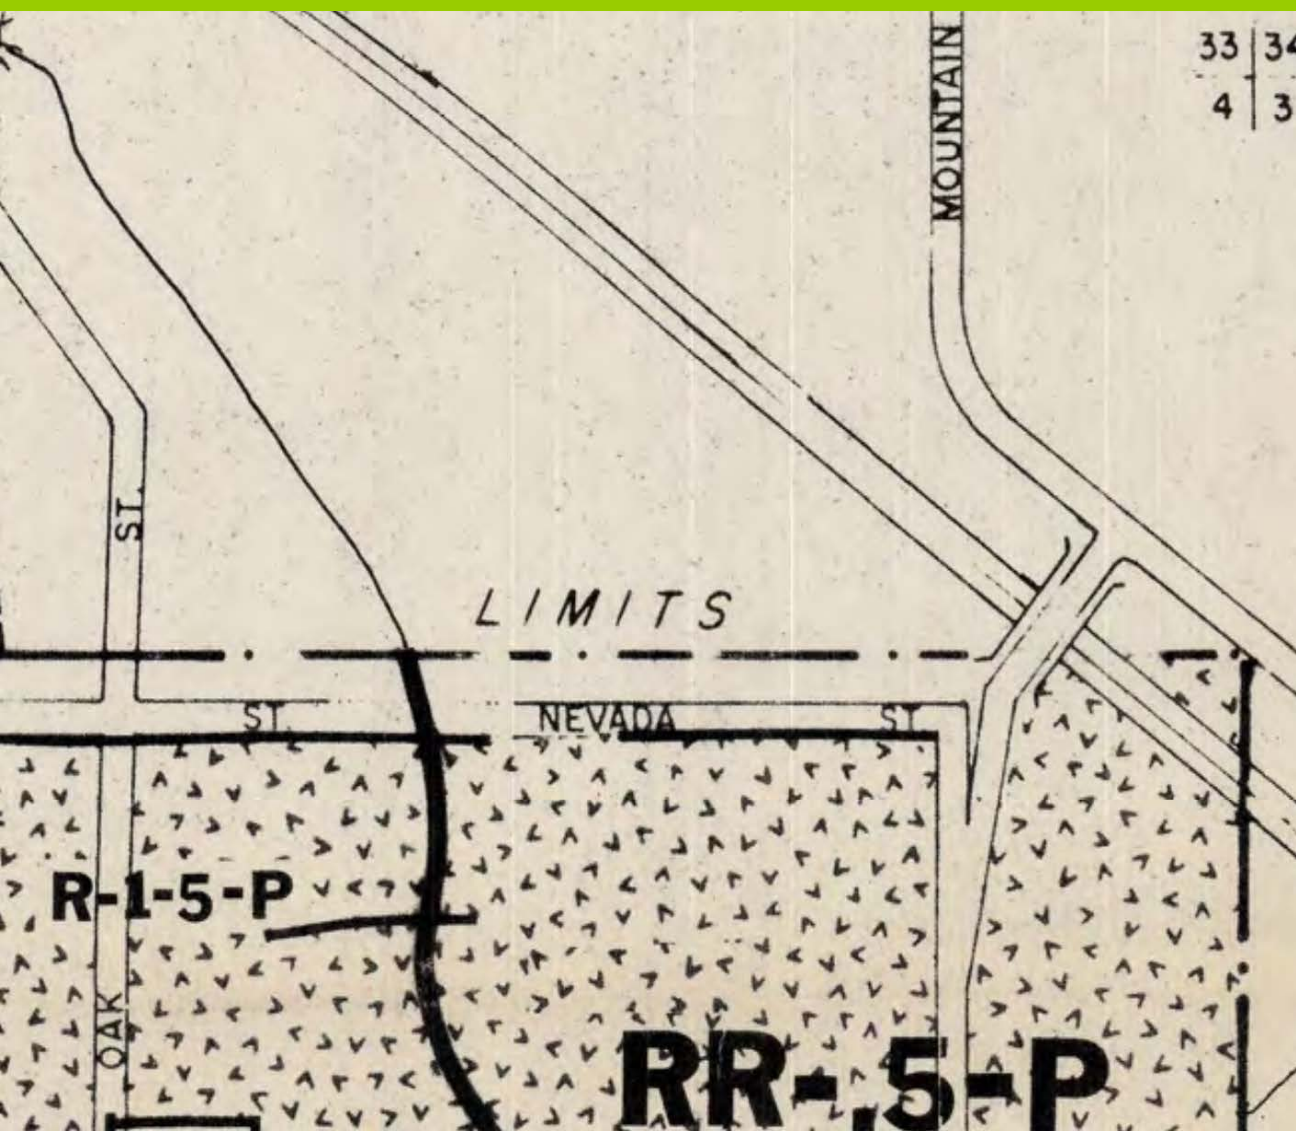 MOUNTAIN
33 34
4 3
ST.
LIMITS
ST.
NEVADA
ST
R-1-5-P
OAK
RR-.5-P